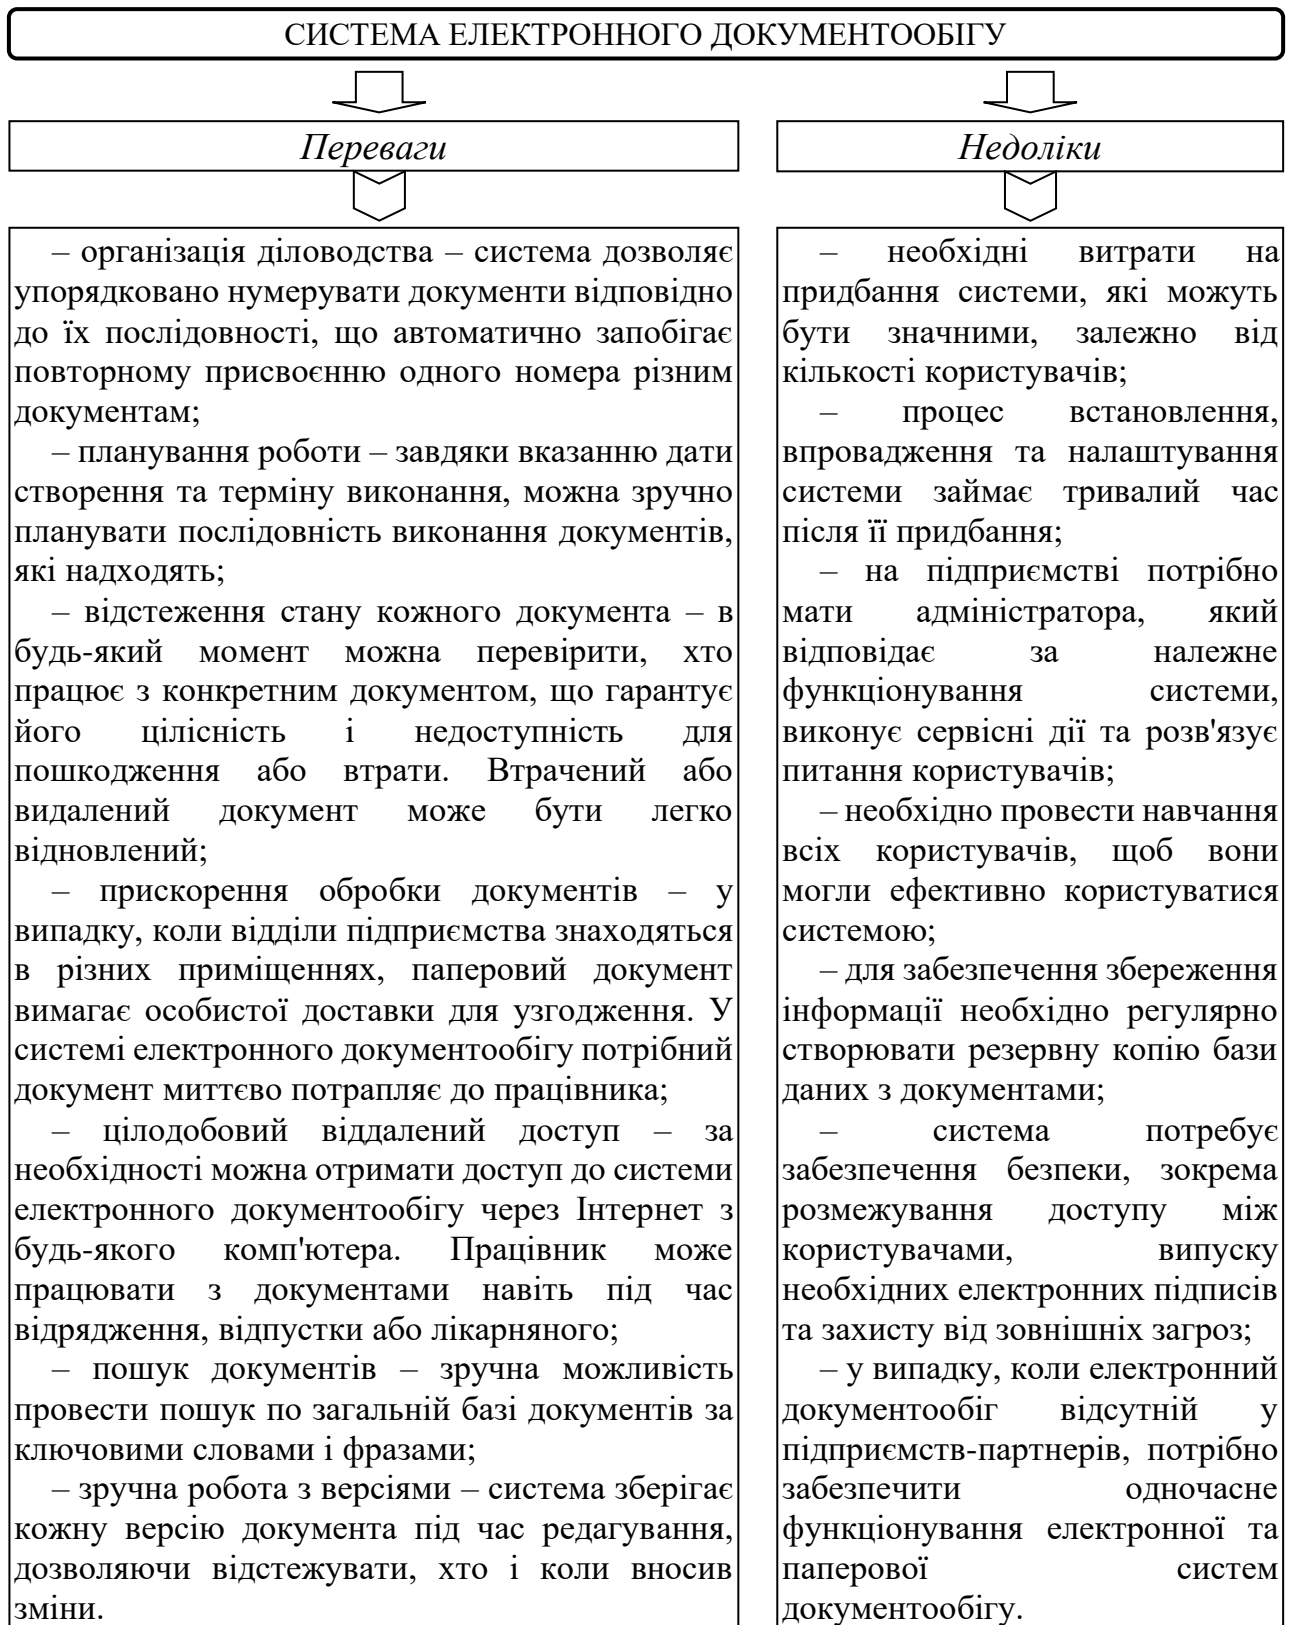 СИСТЕМА ЕЛЕКТРОННОГО ДОКУМЕНТООБІГУ
Переваги
– організація діловодства – система дозволяє
упорядковано нумерувати документи відповідно
до їх послідовності, що автоматично запобігає
повторному присвоєнню одного номера різним
документам;
– планування роботи – завдяки вказанню дати
створення та терміну виконання, можна зручно
планувати послідовність виконання документів,
які надходять;
– відстеження стану кожного документа – в
будь-який момент можна перевірити, хто
працює з конкретним документом, що гарантує
його цілісність і недоступність для
пошкодження або втрати. Втрачений або
видалений документ може бути легко
відновлений;
– прискорення обробки документів – у
випадку, коли відділи підприємства знаходяться
в різних приміщеннях, паперовий документ
вимагає особистої доставки для узгодження. У
системі електронного документообігу потрібний
документ миттєво потрапляє до працівника;
– цілодобовий віддалений доступ – за
необхідності можна отримати доступ до системи
електронного документообігу через Інтернет з
будь-якого комп'ютера. Працівник може
працювати з документами навіть під час
відрядження, відпустки або лікарняного;
– пошук документів – зручна можливість
провести пошук по загальній базі документів за
ключовими словами і фразами;
– зручна робота з версіями – система зберігає
кожну версію документа під час редагування,
дозволяючи відстежувати, хто і коли вносив
зміни.
Недоліки
– необхідні витрати на
придбання системи, які можуть
бути значними, залежно від
кількості користувачів;
– процес встановлення,
впровадження та налаштування
системи займає тривалий час
після її придбання;
– на підприємстві потрібно
мати адміністратора, який
відповідає за належне
функціонування системи,
виконує сервісні дії та розв'язує
питання користувачів;
– необхідно провести навчання
всіх користувачів, щоб вони
могли ефективно користуватися
системою;
– для забезпечення збереження
інформації необхідно регулярно
створювати резервну копію бази
даних з документами;
– система потребує
забезпечення безпеки, зокрема
розмежування доступу між
користувачами, випуску
необхідних електронних підписів
та захисту від зовнішніх загроз;
– у випадку, коли електронний
документообіг відсутній у
підприємств-партнерів, потрібно
забезпечити одночасне
функціонування електронної та
паперової систем
документообігу.